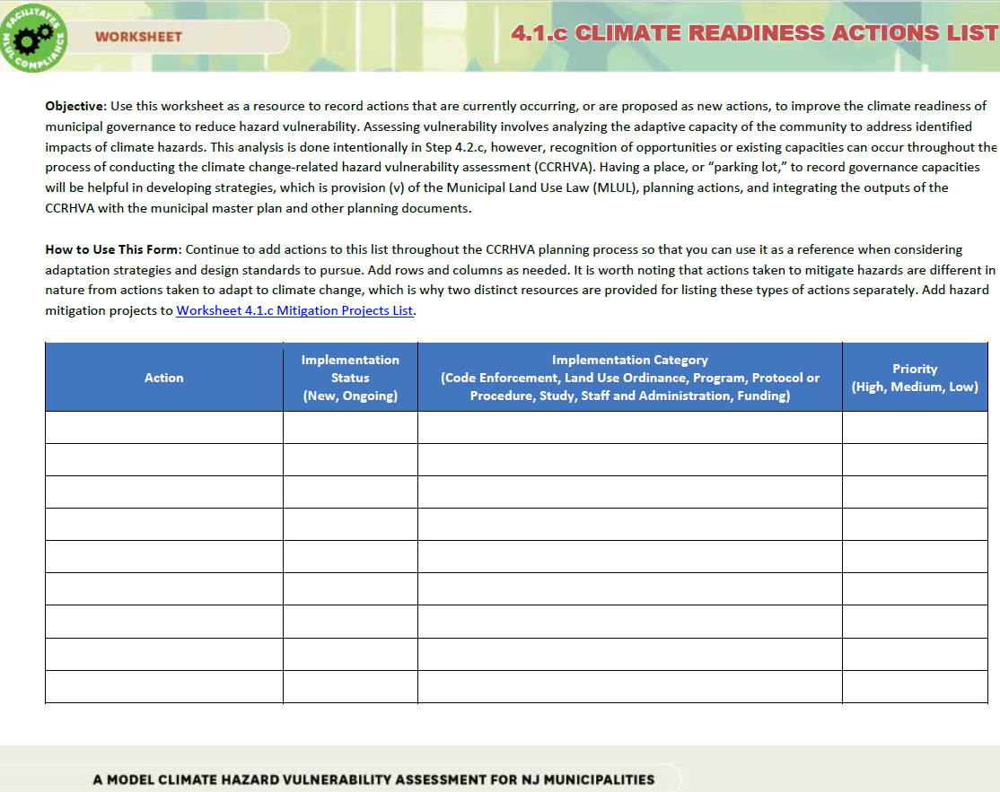 FACILITATES
MLUL COMPLIANCE
WORKSHEET
4.1.c CLIMATE READINESS ACTIONS LIST
Objective: Use this worksheet as a resource to record actions that are currently occurring, or are proposed as new actions, to improve the climate readiness of
municipal governance to reduce hazard vulnerability. Assessing vulnerability involves analyzing the adaptive capacity of the community to address identified
impacts of climate hazards. This analysis is done intentionally in Step 4.2.c, however, recognition of opportunities or existing capacities can occur throughout the
process of conducting the climate change-related hazard vulnerability assessment (CCRHVA). Having a place, or “parking lot,” to record governance capacities
will be helpful in developing strategies, which is provision (v) of the Municipal Land Use Law (MLUL), planning actions, and integrating the outputs of the
CCRHVA with the municipal master plan and other planning documents.
How to Use This Form: Continue to add actions to this list throughout the CCRHVA planning process so that you can use it as a reference when considering
adaptation strategies and design standards to pursue. Add rows and columns as needed. It is worth noting that actions taken to mitigate hazards are different in
nature from actions taken to adapt to climate change, which is why two distinct resources are provided for listing these types of actions separately. Add hazard
mitigation projects to Worksheet 4.1.c Mitigation Projects List.
Action
Implementation
Status
(New, Ongoing)
Implementation Category
(Code Enforcement, Land Use Ordinance, Program, Protocol or
Procedure, Study, Staff and Administration, Funding)
Priority
(High, Medium, Low)
A MODEL CLIMATE HAZARD VULNERABILITY ASSESSMENT FOR NJ MUNICIPALITIES